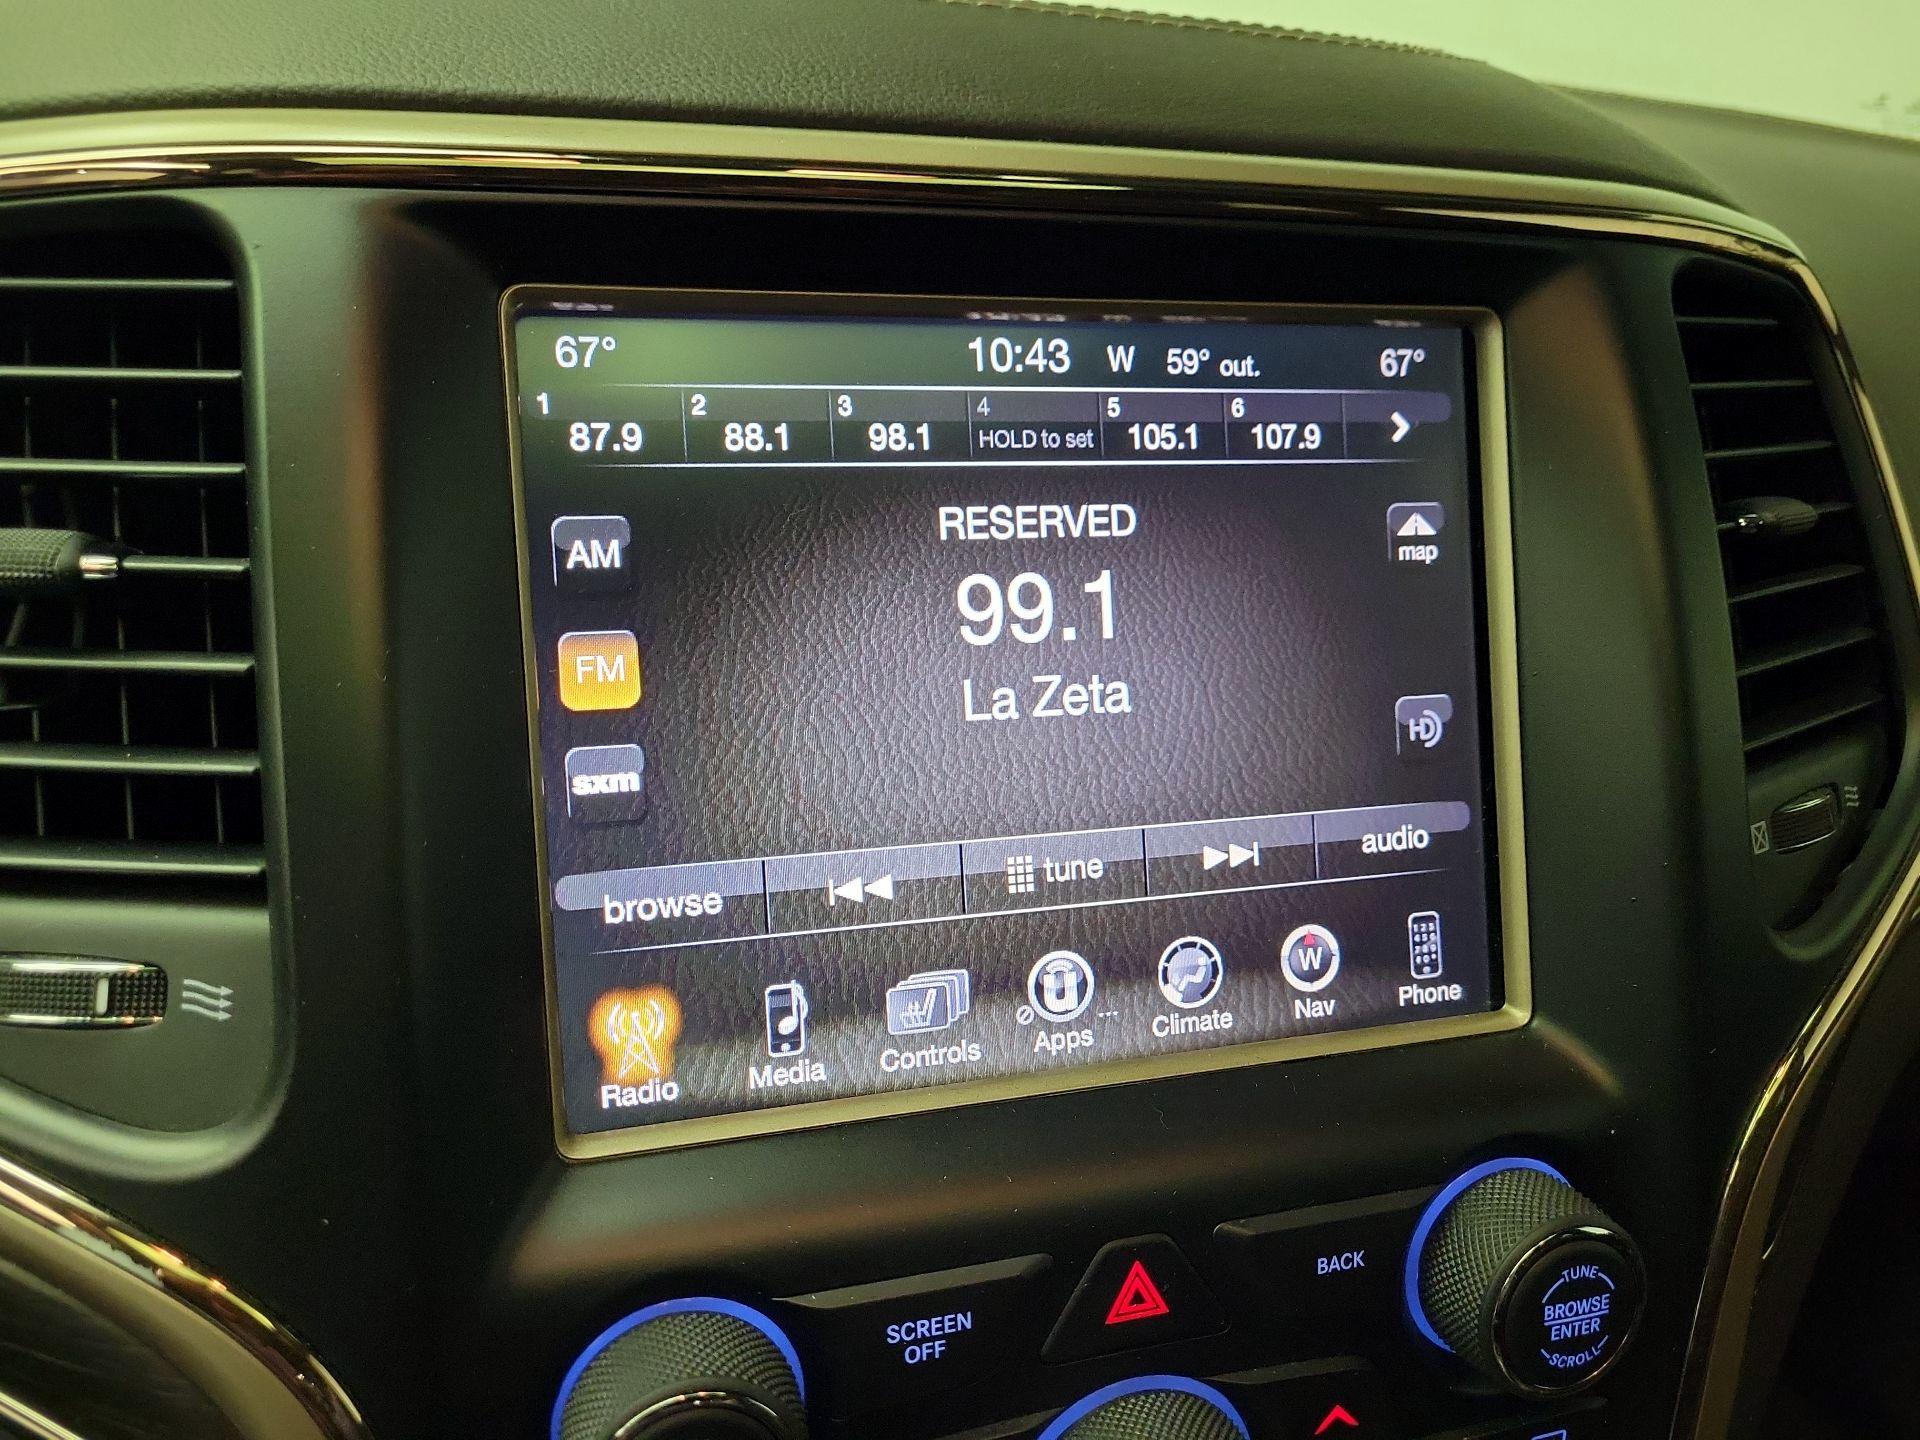 67° 10:43 W 59° out. 67°
1 2 3 4 5 6
87.9 88.1 98.1 HOLD to set 105.1 107.9
RESERVED
AM
map
99.1
FM
La Zeta
HD
sxm
browse tune audio
Radio Media Controls Apps ... Climate W Nav Phone
SCREEN
OFF
BACK
TUNE
BROWSE
ENTER
SCROLL